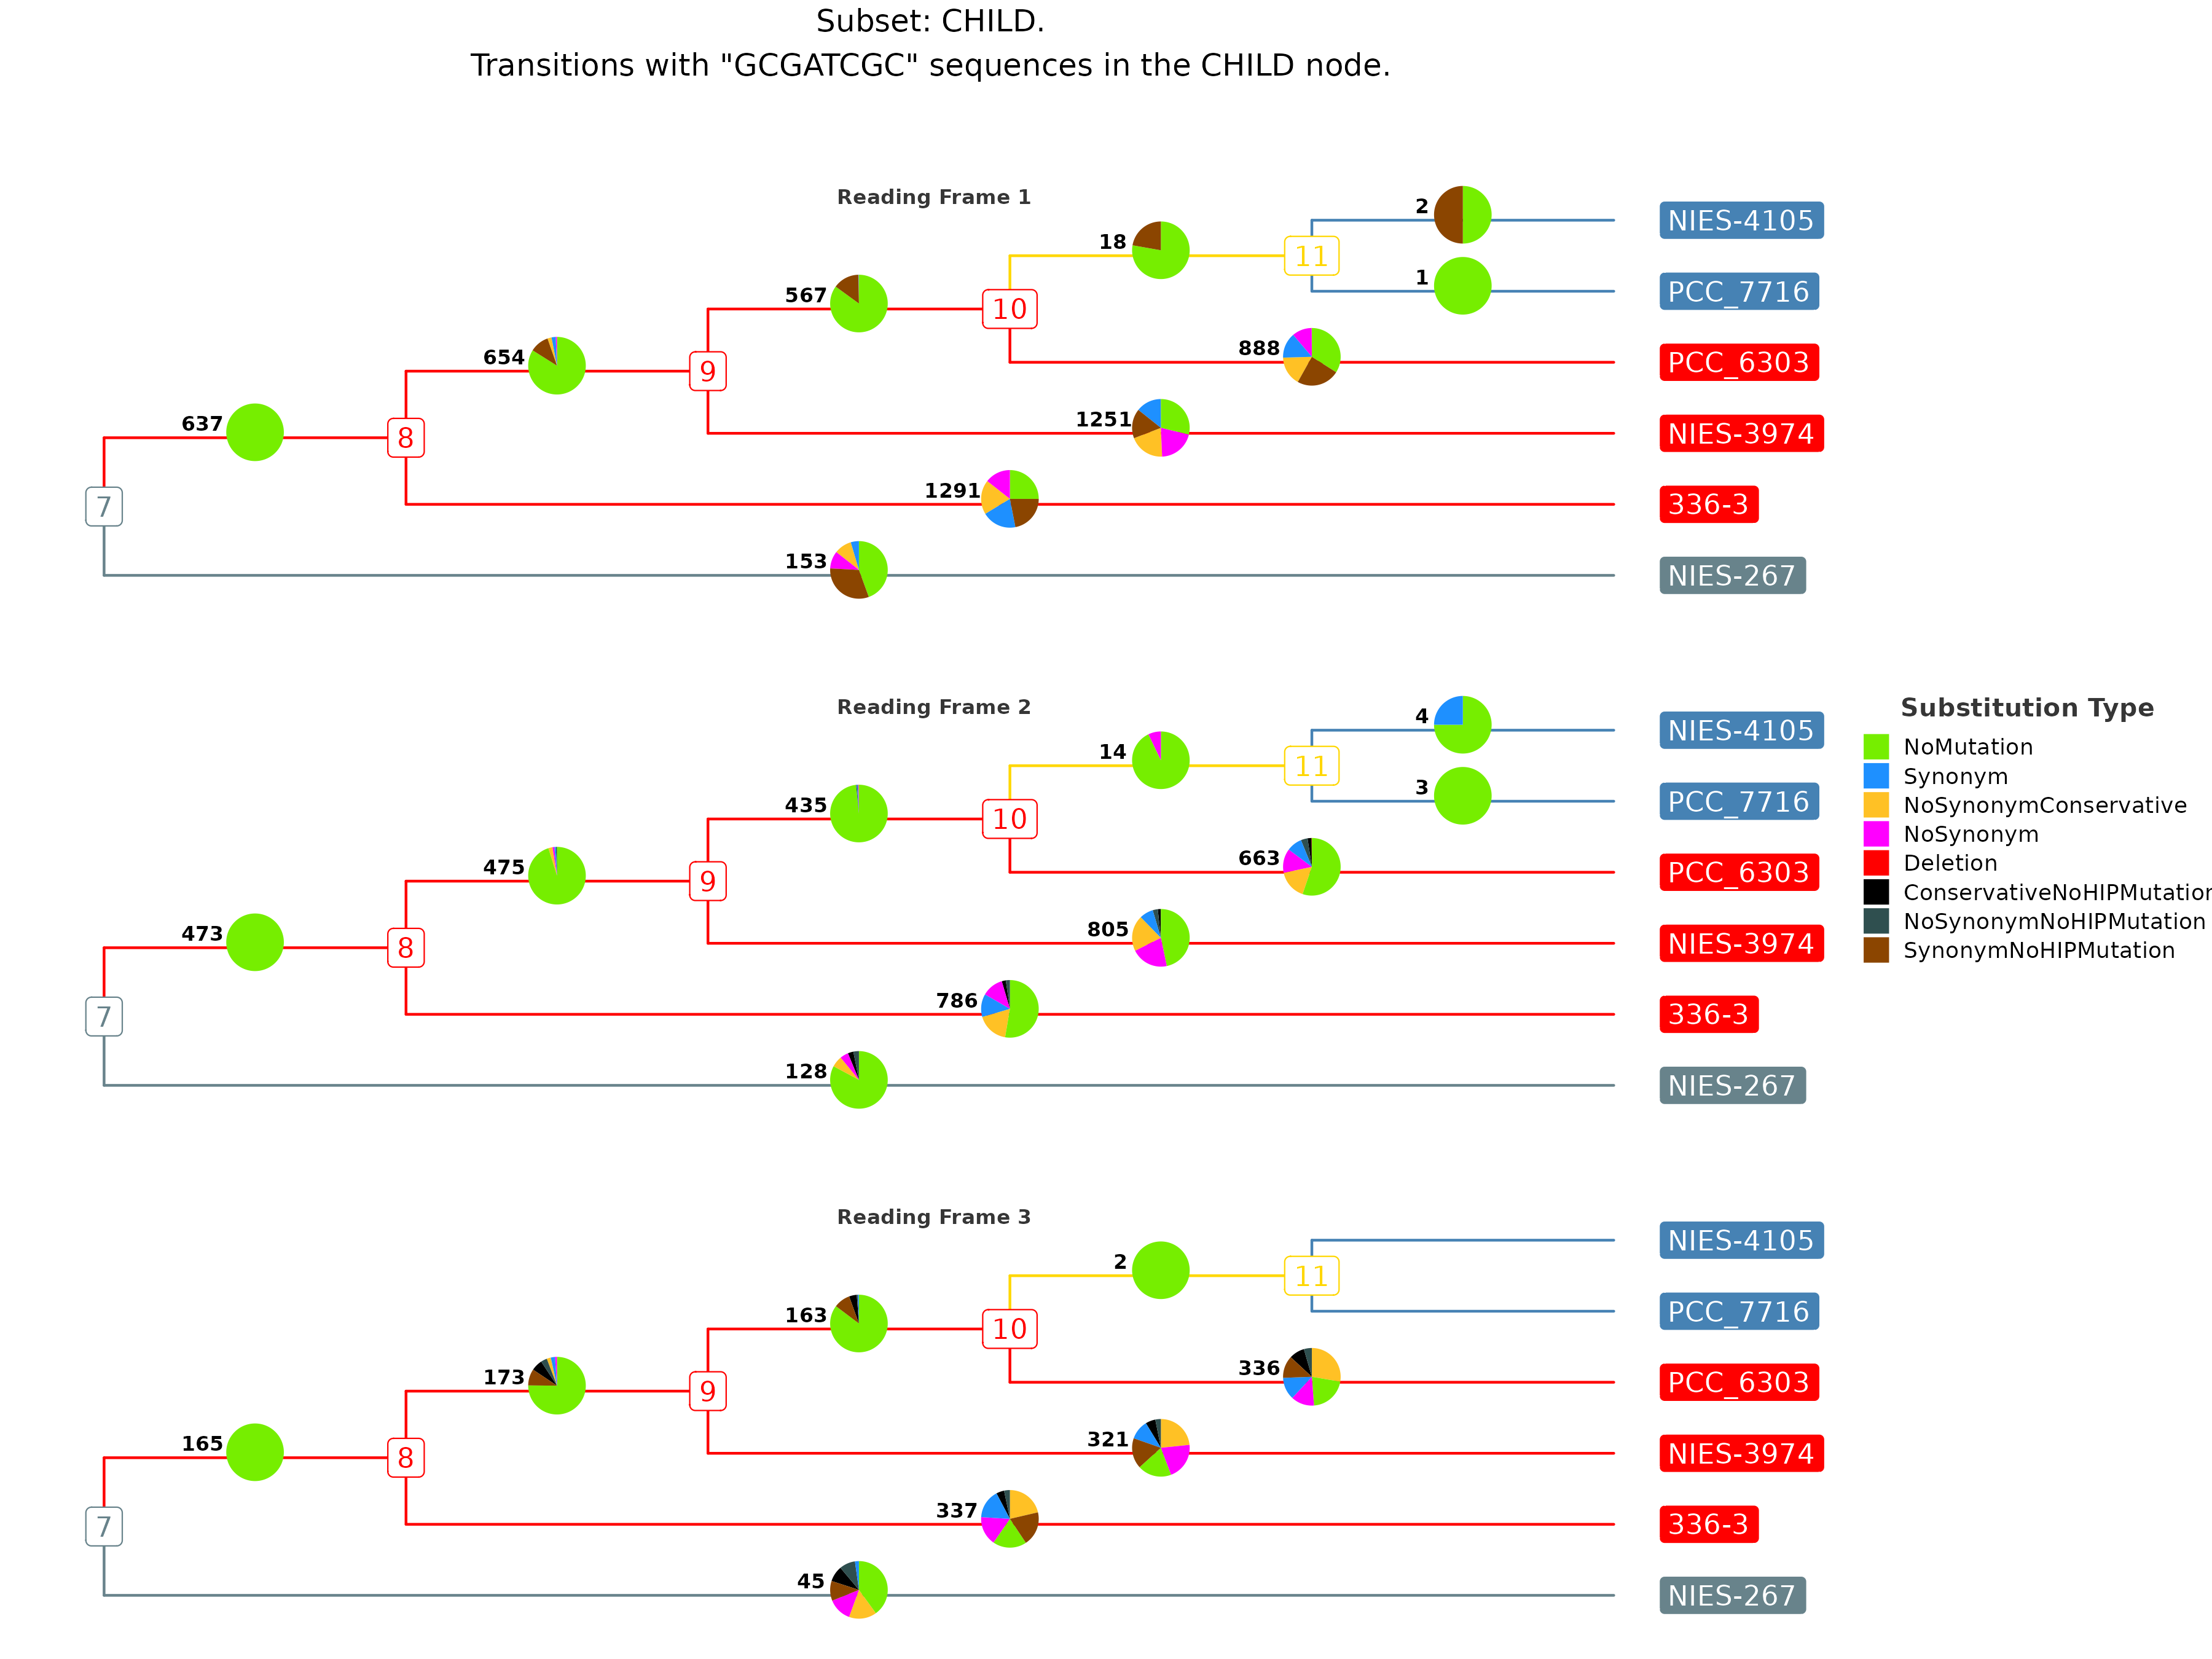 Subset: CHILD.
Transitions with "GCGATCGC" sequences in the CHILD node.
Reading Frame 1
2
NIES-4105
18
11
1
PCC_7716
567
10
888
PCC_6303
654
9
1251
NIES-3974
637
8
1291
336-3
7
153
NIES-267
Reading Frame 2
4
NIES-4105
14
11
3
PCC_7716
435
10
663
PCC_6303
475
9
805
NIES-3974
473
8
786
336-3
7
128
NIES-267
Substitution Type
NoMutation
Synonym
NoSynonymConservative
NoSynonym
Deletion
ConservativeNoHIPMutation
NoSynonymNoHIPMutation
SynonymNoHIPMutation
Reading Frame 3
NIES-4105
2
11
PCC_7716
163
10
336
PCC_6303
173
9
321
NIES-3974
165
8
337
336-3
7
45
NIES-267